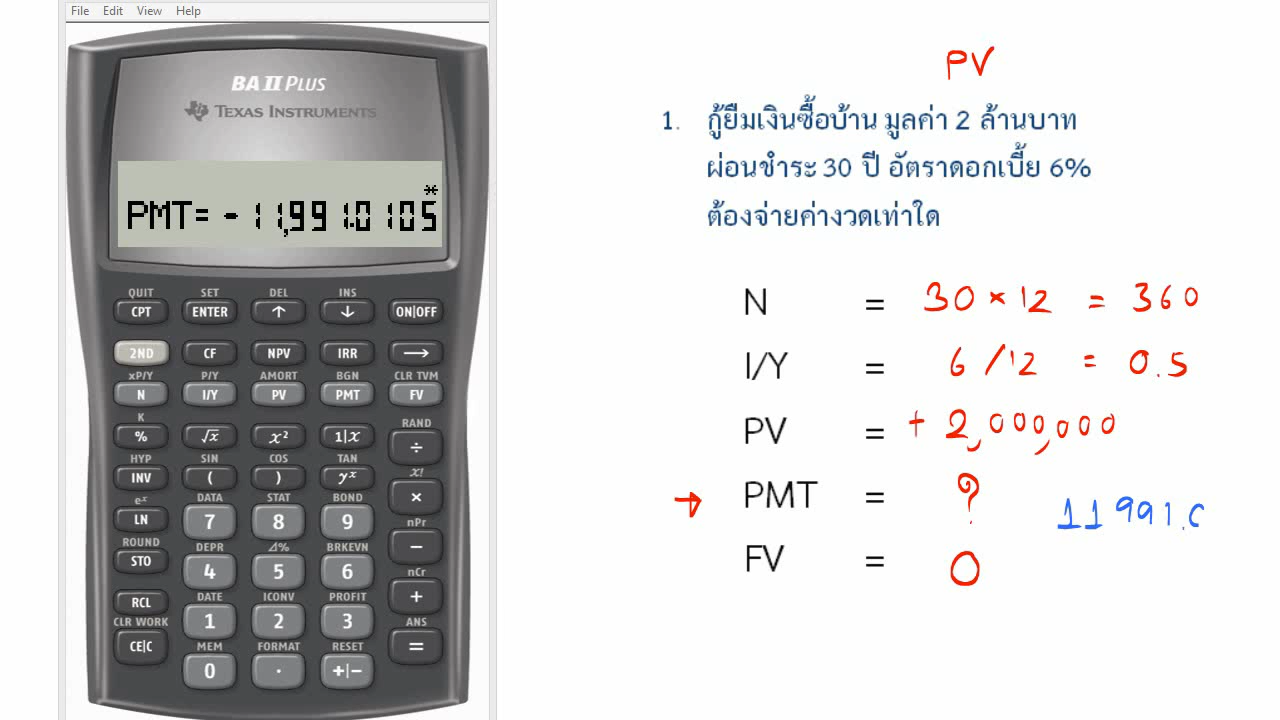 File Edit View Help
BA II PLUS
TEXAS INSTRUMENTS
*
PMT= -11,991.0105
QUIT SET DEL INS
CPT ENTER ↑ ↓ ON|OFF
2ND CF NPV IRR →
xP/Y P/Y AMORT BGN CLR TVM
N I/Y PV PMT FV
K RAND
% √x x² 1|x ÷
HYP SIN COS TAN x!
INV ( ) yˣ ×
eˣ DATA STAT BOND nPr
LN 7 8 9 −
ROUND DEPR Δ% BRKEVN nCr
STO 4 5 6 +
DATE ICONV PROFIT
RCL 1 2 3
CLR WORK MEM FORMAT RESET ANS
CE|C 0 . +|− =
PV
1. กู้ยืมเงินซื้อบ้าน มูลค่า 2 ล้านบาท
ผ่อนชำระ 30 ปี อัตราดอกเบี้ย 6%
ต้องจ่ายค่างวดเท่าใด
N = 30 × 12 = 360
I/Y = 6 / 12 = 0.5
PV = + 2,000,000
→ PMT = ? 11991.0
FV = 0